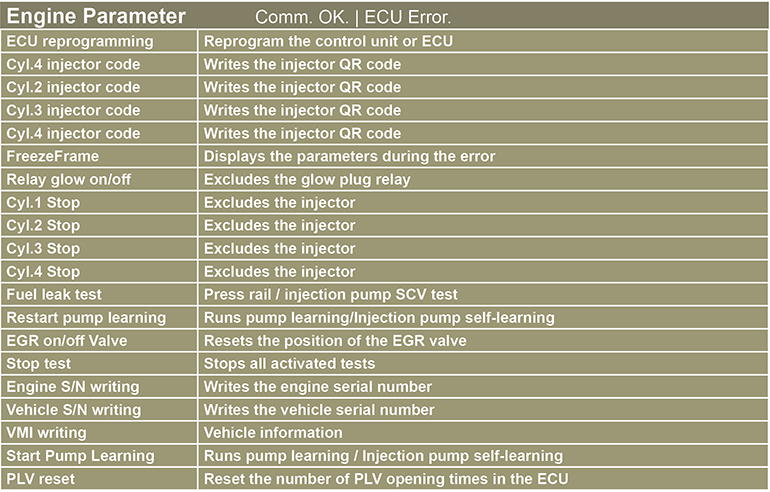 Engine Parameter Comm. OK. | ECU Error.
ECU reprogramming Reprogram the control unit or ECU
Cyl.4 injector code Writes the injector QR code
Cyl.2 injector code Writes the injector QR code
Cyl.3 injector code Writes the injector QR code
Cyl.4 injector code Writes the injector QR code
FreezeFrame Displays the parameters during the error
Relay glow on/off Excludes the glow plug relay
Cyl.1 Stop Excludes the injector
Cyl.2 Stop Excludes the injector
Cyl.3 Stop Excludes the injector
Cyl.4 Stop Excludes the injector
Fuel leak test Press rail / injection pump SCV test
Restart pump learning Runs pump learning/Injection pump self-learning
EGR on/off Valve Resets the position of the EGR valve
Stop test Stops all activated tests
Engine S/N writing Writes the engine serial number
Vehicle S/N writing Writes the vehicle serial number
VMI writing Vehicle information
Start Pump Learning Runs pump learning / Injection pump self-learning
PLV reset Reset the number of PLV opening times in the ECU